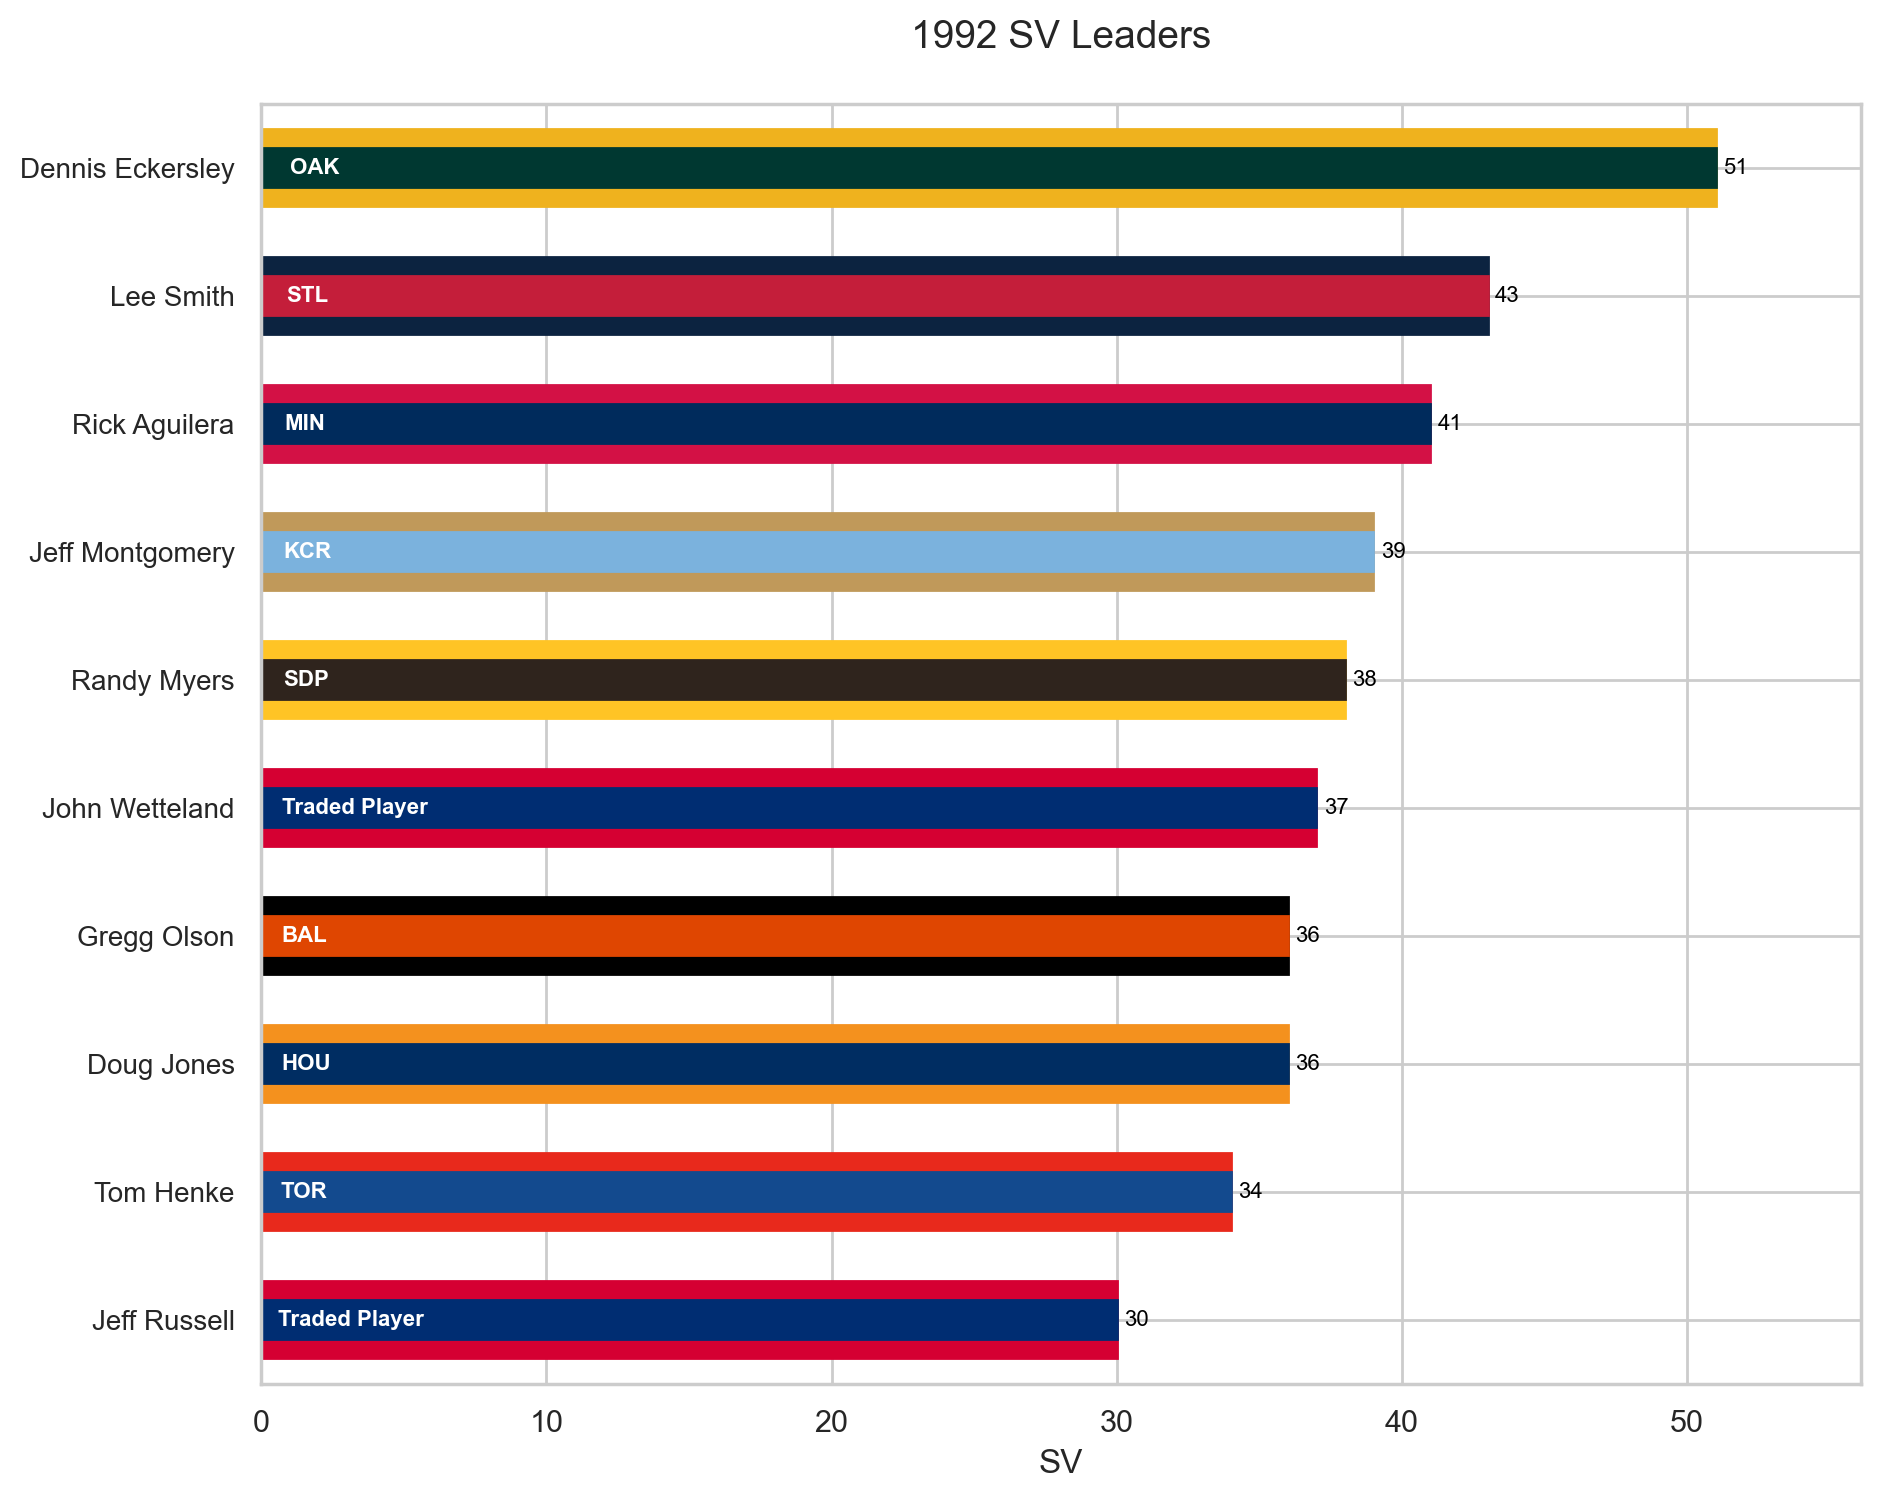 1992 SV Leaders
Dennis Eckersley OAK 51
Lee Smith STL 43
Rick Aguilera MIN 41
Jeff Montgomery KCR 39
Randy Myers SDP 38
John Wetteland Traded Player 37
Gregg Olson BAL 36
Doug Jones HOU 36
Tom Henke TOR 34
Jeff Russell Traded Player 30
0 10 20 30 40 50
SV